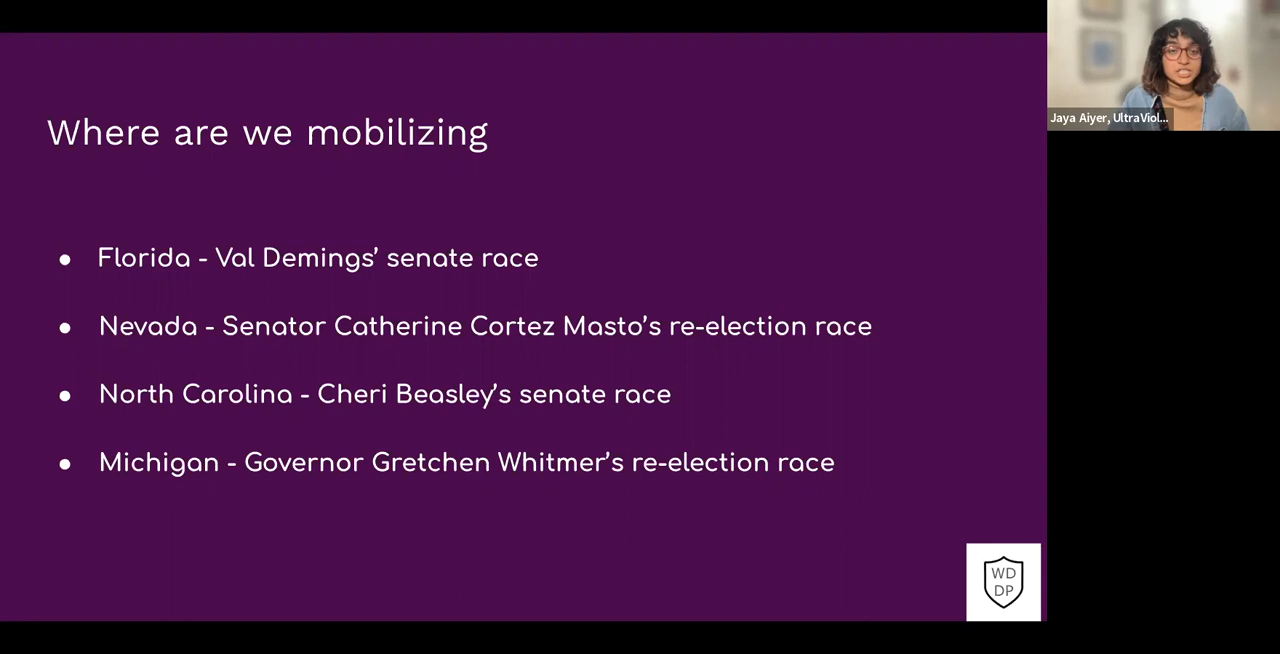 Where are we mobilizing
● Florida - Val Demings’ senate race
● Nevada - Senator Catherine Cortez Masto’s re-election race
● North Carolina - Cheri Beasley’s senate race
● Michigan - Governor Gretchen Whitmer’s re-election race
WD
DP
Jaya Aiyer, UltraViol...